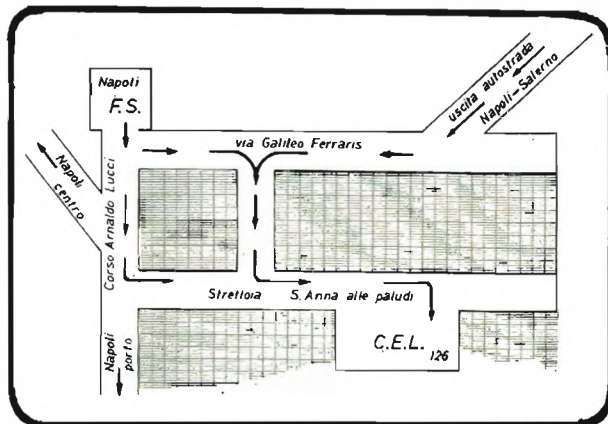 Napoli
F.S.
uscita autostrada
Napoli-Salerno
via Galileo Ferraris
Napoli
centro
Corso Arnaldo Lucci
Strettoia S. Anna alle paludi
C.E.L. 126
Napoli
porto